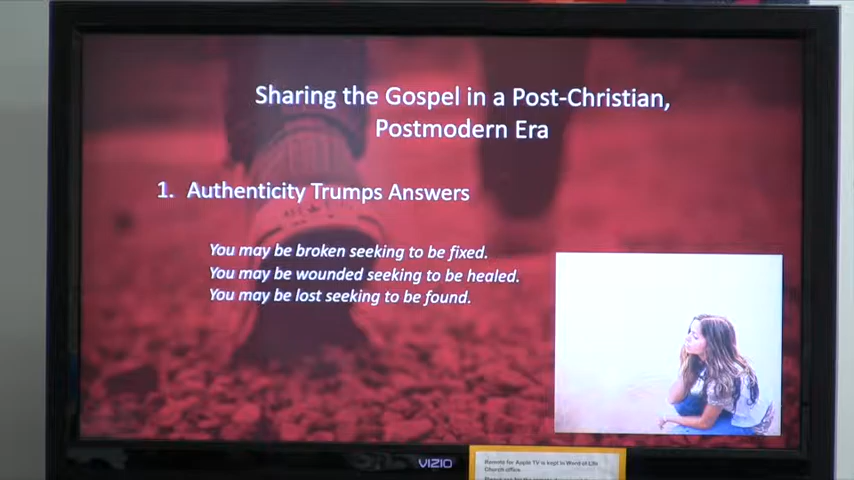 Sharing the Gospel in a Post-Christian,
Postmodern Era
1. Authenticity Trumps Answers
You may be broken seeking to be fixed.
You may be wounded seeking to be healed.
You may be lost seeking to be found.
VIZIO
Remote for Apple TV is kept in Word of Life
Church office.